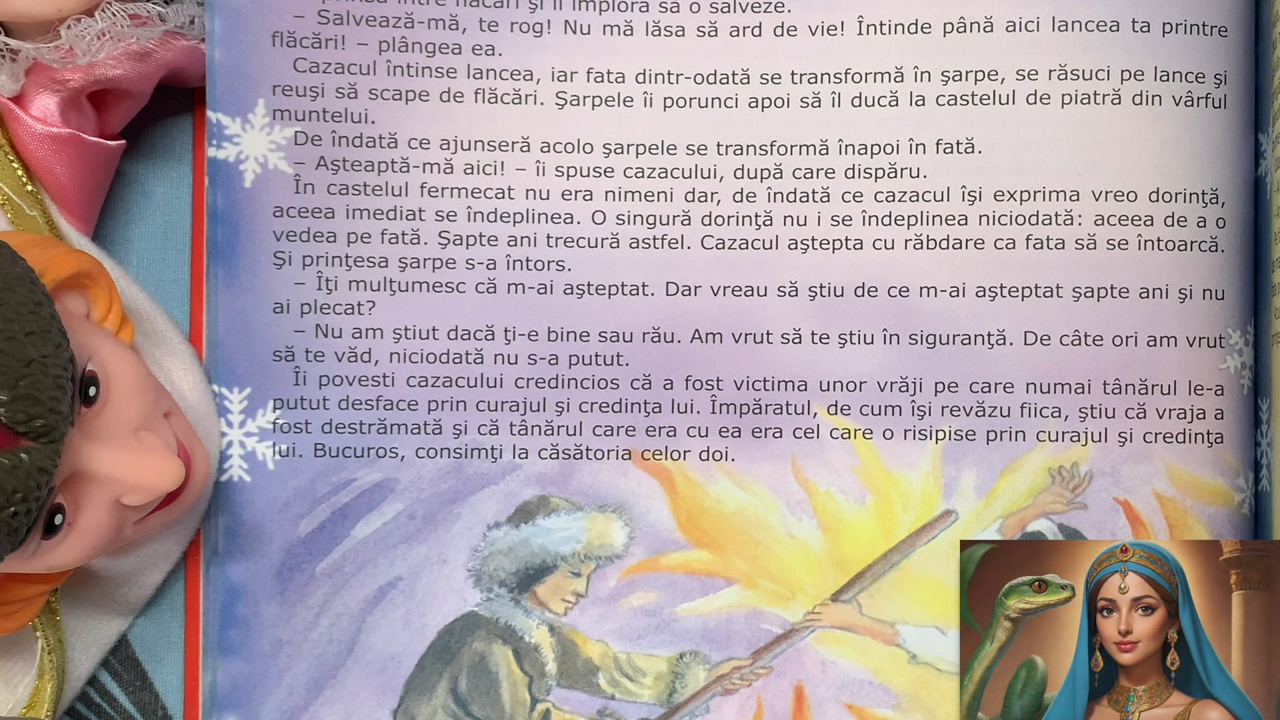 prinsă între flăcări şi îl implora să o salveze.
– Salvează-mă, te rog! Nu mă lăsa să ard de vie! Întinde până aici lancea ta printre
flăcări! – plângea ea.
Cazacul întinse lancea, iar fata dintr-odată se transformă în şarpe, se răsuci pe lance şi
reuşi să scape de flăcări. Şarpele îi porunci apoi să îl ducă la castelul de piatră din vârful
muntelui.
De îndată ce ajunseră acolo şarpele se transformă înapoi în fată.
– Aşteaptă-mă aici! – îi spuse cazacului, după care dispăru.
În castelul fermecat nu era nimeni dar, de îndată ce cazacul îşi exprima vreo dorinţă,
aceea imediat se îndeplinea. O singură dorinţă nu i se îndeplinea niciodată: aceea de a o
vedea pe fată. Şapte ani trecură astfel. Cazacul aştepta cu răbdare ca fata să se întoarcă.
Şi prinţesa şarpe s-a întors.
– Îţi mulţumesc că m-ai aşteptat. Dar vreau să ştiu de ce m-ai aşteptat şapte ani şi nu
ai plecat?
– Nu am ştiut dacă ţi-e bine sau rău. Am vrut să te ştiu în siguranţă. De câte ori am vrut
să te văd, niciodată nu s-a putut.
Îi povesti cazacului credincios că a fost victima unor vrăji pe care numai tânărul le-a
putut desface prin curajul şi credinţa lui. Împăratul, de cum îşi revăzu fiica, ştiu că vraja a
fost destrămată şi că tânărul care era cu ea era cel care o risipise prin curajul şi credinţa
lui. Bucuros, consimţi la căsătoria celor doi.